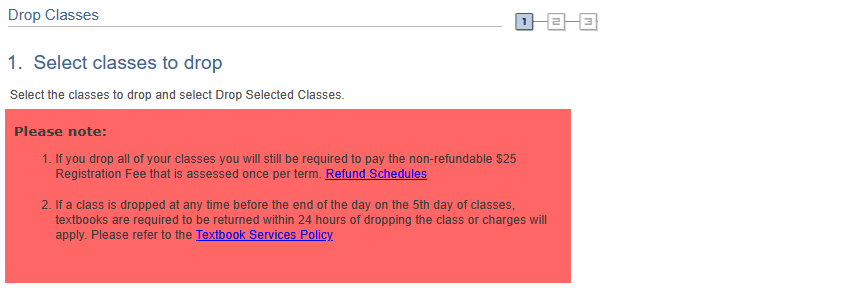 Drop Classes
1 2 3
1. Select classes to drop
Select the classes to drop and select Drop Selected Classes.
Please note:
1. If you drop all of your classes you will still be required to pay the non-refundable $25
Registration Fee that is assessed once per term. Refund Schedules
2. If a class is dropped at any time before the end of the day on the 5th day of classes,
textbooks are required to be returned within 24 hours of dropping the class or charges will
apply. Please refer to the Textbook Services Policy